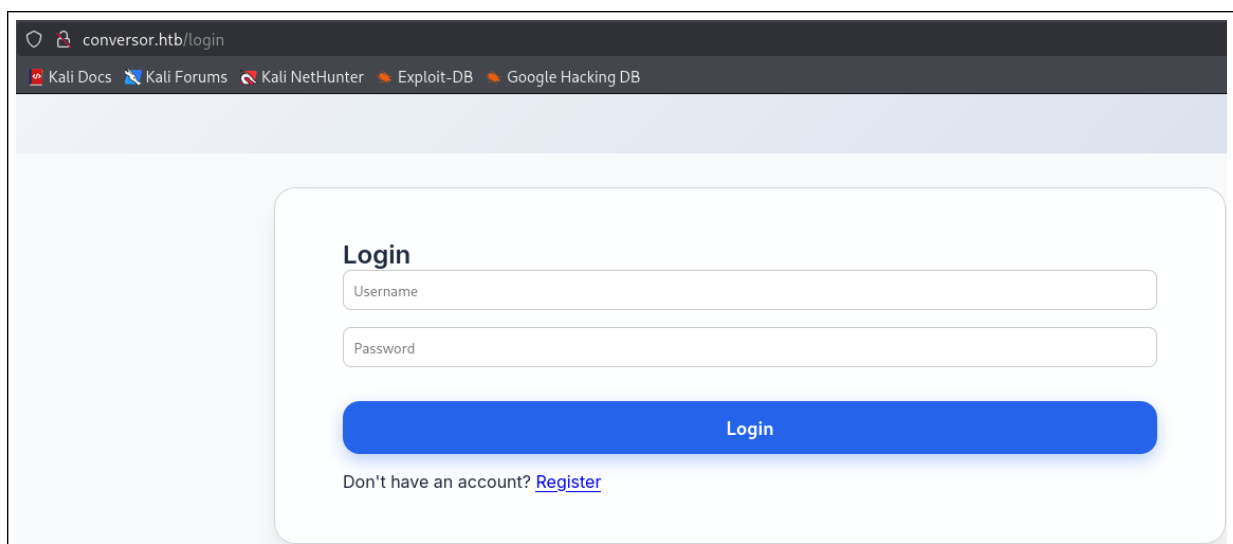 conversor.htb/login
Kali Docs Kali Forums Kali NetHunter Exploit-DB Google Hacking DB
Login
Username
Password
Login
Don't have an account? Register